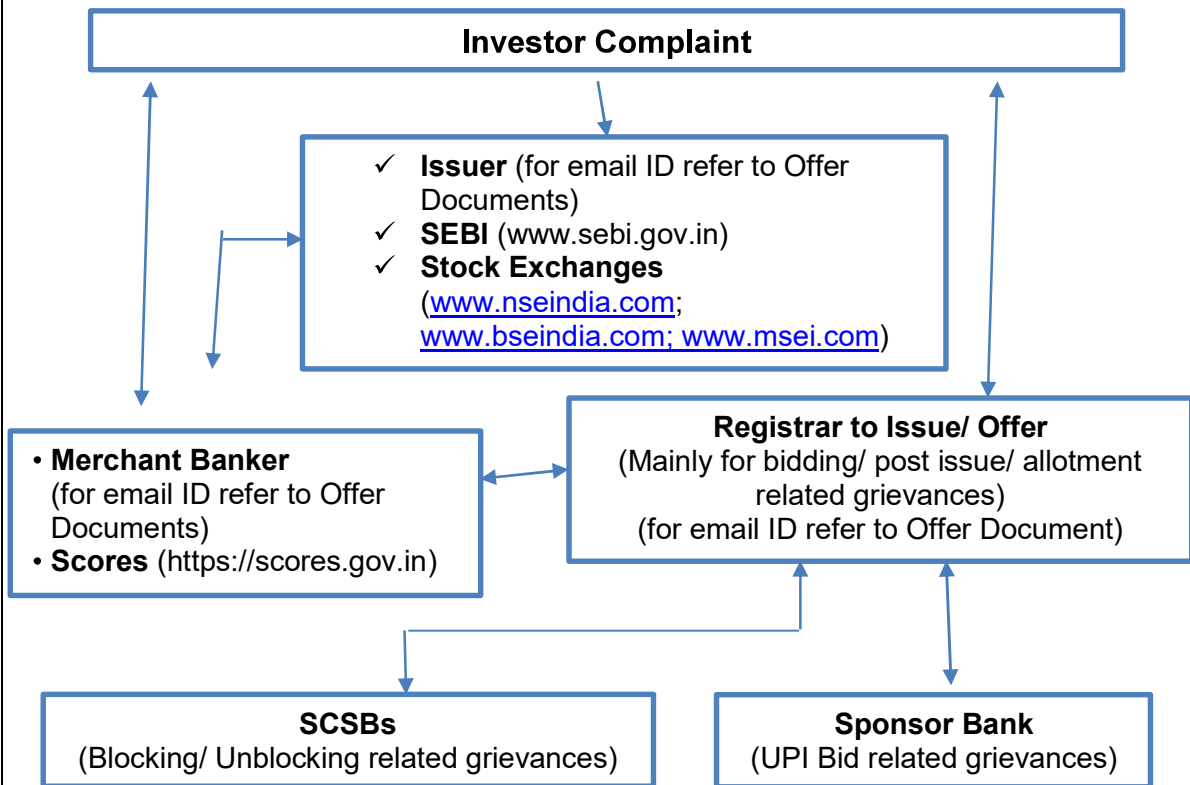 Investor Complaint
✓ Issuer (for email ID refer to Offer
Documents)
✓ SEBI (www.sebi.gov.in)
✓ Stock Exchanges
(www.nseindia.com;
www.bseindia.com; www.msei.com)
• Merchant Banker
(for email ID refer to Offer
Documents)
• Scores (https://scores.gov.in)
Registrar to Issue/ Offer
(Mainly for bidding/ post issue/ allotment
related grievances)
(for email ID refer to Offer Document)
SCSBs
(Blocking/ Unblocking related grievances)
Sponsor Bank
(UPI Bid related grievances)